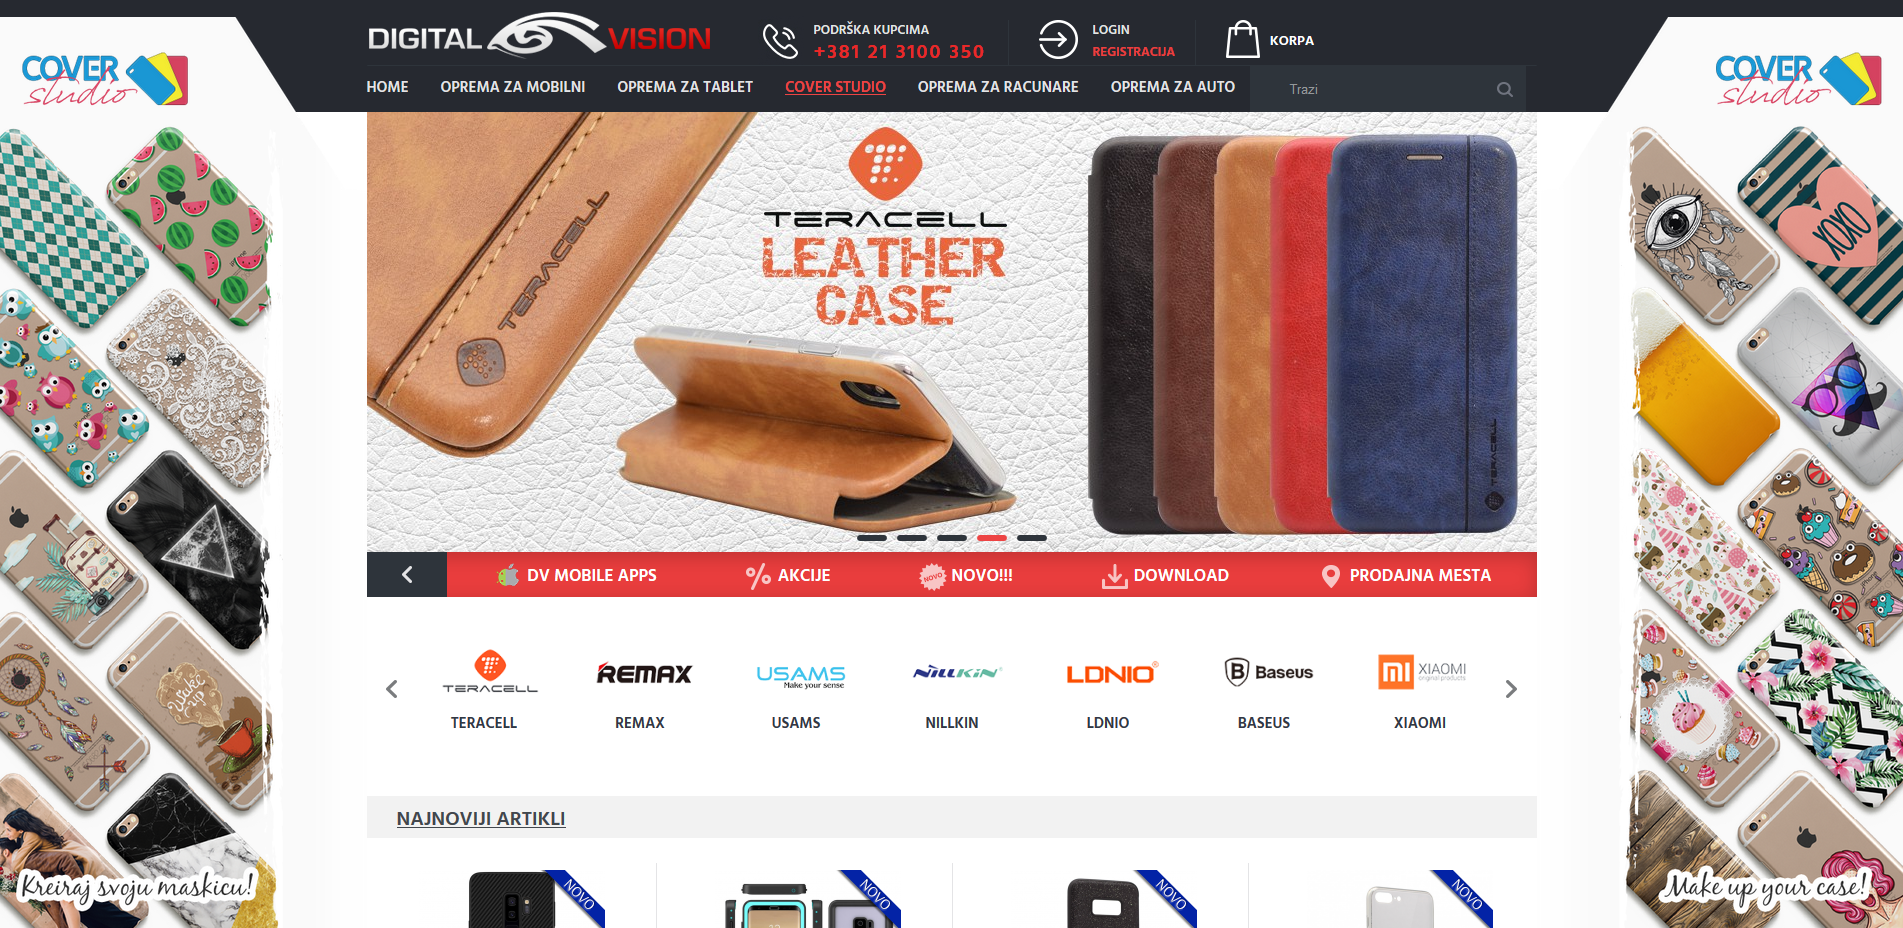 DIGITAL VISION
PODRŠKA KUPCIMA
+381 21 3100 350
LOGIN
REGISTRACIJA
KORPA
HOME
OPREMA ZA MOBILNI
OPREMA ZA TABLET
COVER STUDIO
OPREMA ZA RACUNARE
OPREMA ZA AUTO
Trazi
COVER
studio
COVER
studio
TERACELL
TERACELL
LEATHER
CASE
TERACELL
XOXO
Wake
up
DV MOBILE APPS
AKCIJE
NOVO
NOVO!!!
DOWNLOAD
PRODAJNA MESTA
TERACELL
REMAX
USAMS
Make your sense
NILLKIN
LDNIO
B Baseus
mi XIAOMI
original products
TERACELL
REMAX
USAMS
NILLKIN
LDNIO
BASEUS
XIAOMI
NAJNOVIJI ARTIKLI
NOVO
NOVO
NOVO
NOVO
Kreiraj svoju maskicu!
Make up your case!